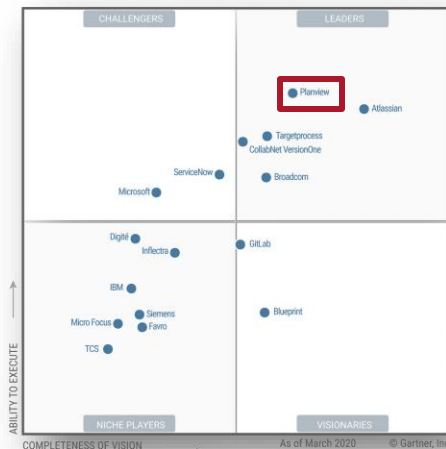 CHALLENGERS
LEADERS
Planview
Atlassian
Targetprocess
CollabNet VersionOne
ServiceNow
Broadcom
Microsoft
Digité
GitLab
Inflectra
IBM
Siemens
Blueprint
Micro Focus
Favro
TCS
ABILITY TO EXECUTE
NICHE PLAYERS
VISIONARIES
COMPLETENESS OF VISION
As of March 2020
© Gartner, Inc